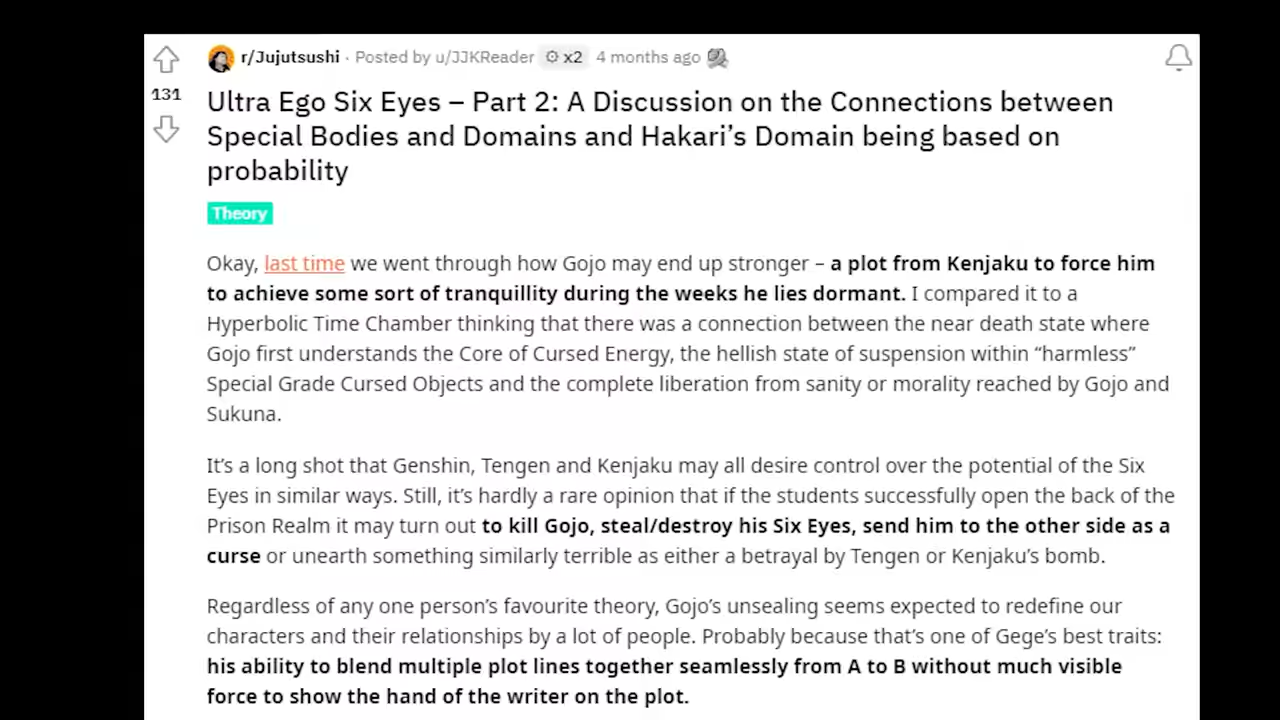 r/Jujutsushi · Posted by u/JJKReader x2 4 months ago
131
Ultra Ego Six Eyes – Part 2: A Discussion on the Connections between
Special Bodies and Domains and Hakari’s Domain being based on
probability
Theory
Okay, last time we went through how Gojo may end up stronger – a plot from Kenjaku to force him
to achieve some sort of tranquillity during the weeks he lies dormant. I compared it to a
Hyperbolic Time Chamber thinking that there was a connection between the near death state where
Gojo first understands the Core of Cursed Energy, the hellish state of suspension within “harmless”
Special Grade Cursed Objects and the complete liberation from sanity or morality reached by Gojo and
Sukuna.
It’s a long shot that Genshin, Tengen and Kenjaku may all desire control over the potential of the Six
Eyes in similar ways. Still, it’s hardly a rare opinion that if the students successfully open the back of the
Prison Realm it may turn out to kill Gojo, steal/destroy his Six Eyes, send him to the other side as a
curse or unearth something similarly terrible as either a betrayal by Tengen or Kenjaku’s bomb.
Regardless of any one person’s favourite theory, Gojo’s unsealing seems expected to redefine our
characters and their relationships by a lot of people. Probably because that’s one of Gege’s best traits:
his ability to blend multiple plot lines together seamlessly from A to B without much visible
force to show the hand of the writer on the plot.